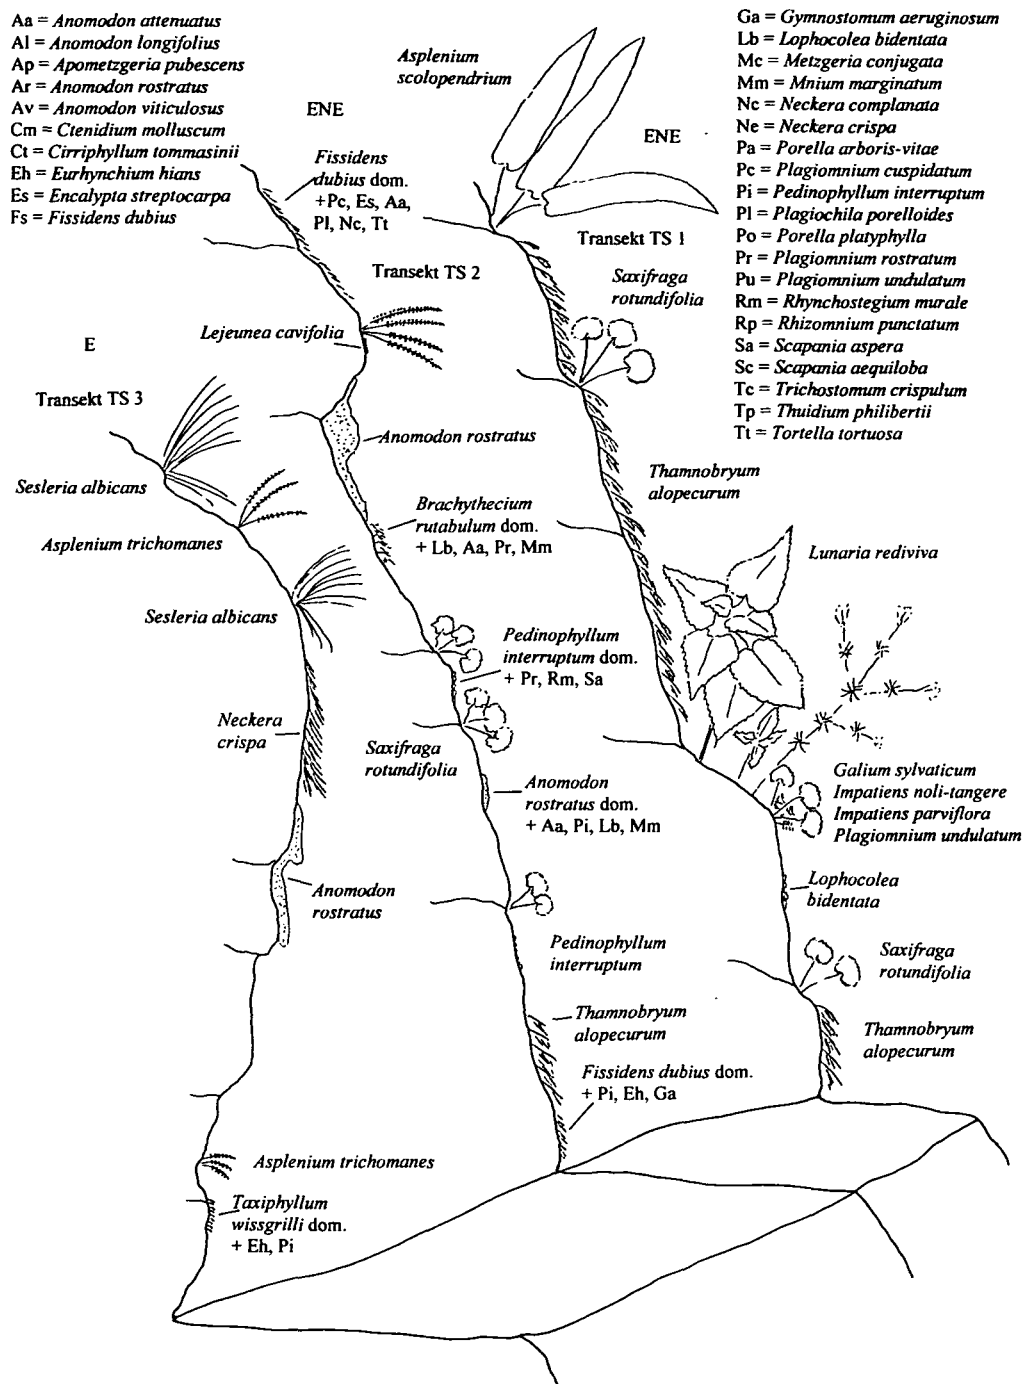 Aa = Anomodon attenuatus
Al = Anomodon longifolius
Ap = Apometzgeria pubescens
Ar = Anomodon rostratus
Av = Anomodon viticulosus
Cm = Ctenidium molluscum
Ct = Cirriphyllum tommasinii
Eh = Eurhynchium hians
Es = Encalypta streptocarpa
Fs = Fissidens dubius
Ga = Gymnostomum aeruginosum
Lb = Lophocolea bidentata
Mc = Metzgeria conjugata
Mm = Mnium marginatum
Nc = Neckera complanata
Ne = Neckera crispa
Pa = Porella arboris-vitae
Pc = Plagiomnium cuspidatum
Pi = Pedinophyllum interruptum
Pl = Plagiochila porelloides
Po = Porella platyphylla
Pr = Plagiomnium rostratum
Pu = Plagiomnium undulatum
Rm = Rhynchostegium murale
Rp = Rhizomnium punctatum
Sa = Scapania aspera
Sc = Scapania aequiloba
Tc = Trichostomum crispulum
Tp = Thuidium philibertii
Tt = Tortella tortuosa
E
Transekt TS 3
Sesleria albicans
Asplenium trichomanes
Sesleria albicans
Neckera
crispa
Anomodon
rostratus
Asplenium trichomanes
Taxiphyllum
wissgrilli dom.
+ Eh, Pi
ENE
Fissidens
dubius dom.
+Pc, Es, Aa,
Pl, Nc, Tt
Transekt TS 2
Lejeunea cavifolia
Anomodon rostratus
Brachythecium
rutabulum dom.
+ Lb, Aa, Pr, Mm
Pedinophyllum
interruptum dom.
+ Pr, Rm, Sa
Saxifraga
rotundifolia
Anomodon
rostratus dom.
+ Aa, Pi, Lb, Mm
Pedinophyllum
interruptum
Thamnobryum
alopecurum
Fissidens dubius dom.
+ Pi, Eh, Ga
Asplenium
scolopendrium
ENE
Transekt TS 1
Saxifraga
rotundifolia
Thamnobryum
alopecurum
Lunaria rediviva
Galium sylvaticum
Impatiens noli-tangere
Impatiens parviflora
Plagiomnium undulatum
Lophocolea
bidentata
Saxifraga
rotundifolia
Thamnobryum
alopecurum